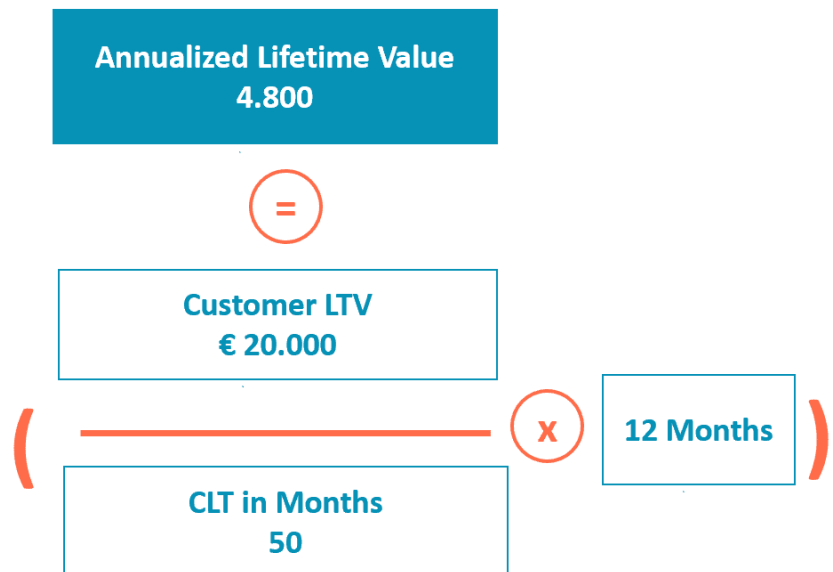 Annualized Lifetime Value
4.800
=
Customer LTV
€ 20.000
( x 12 Months )
CLT in Months
50